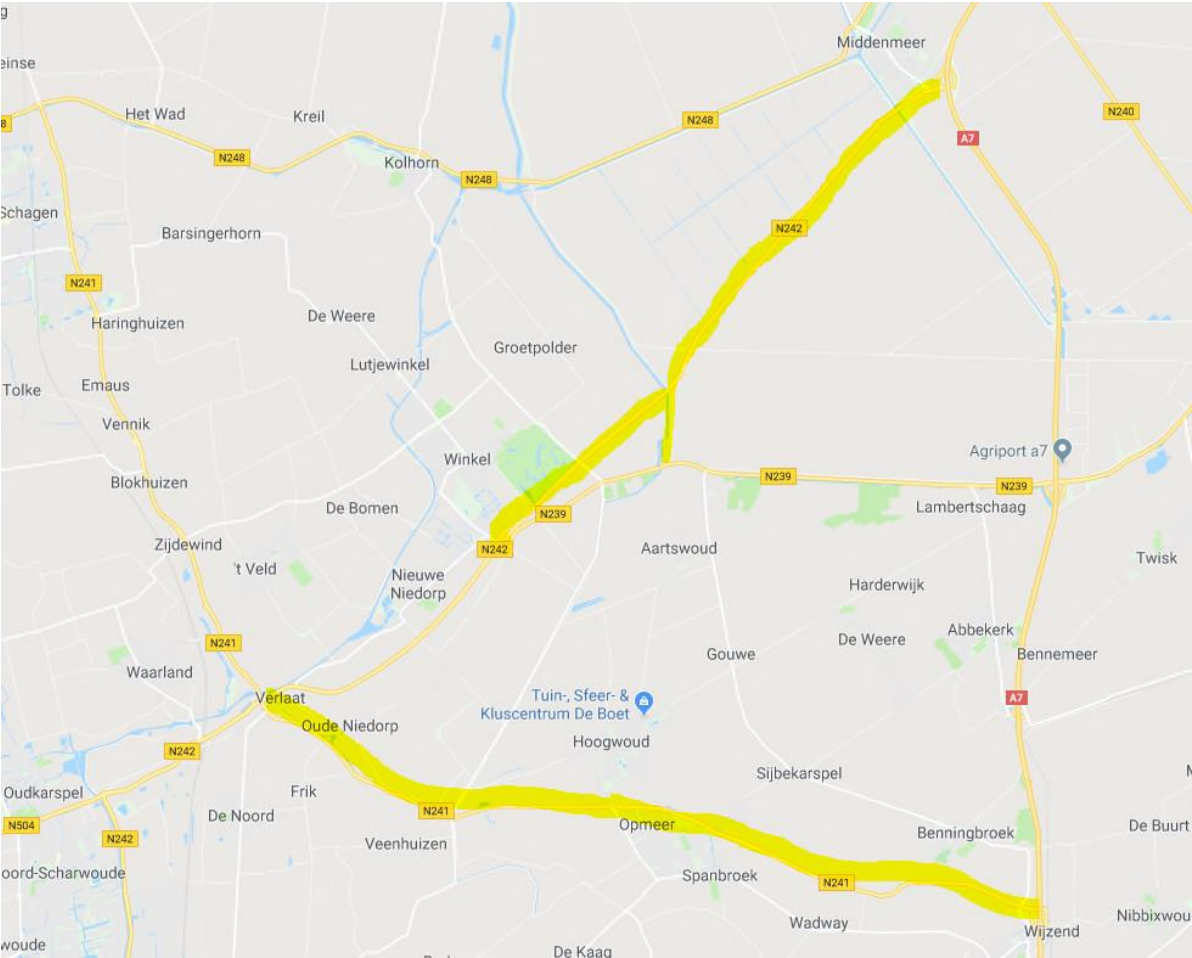 Middenmeer
einse
Het Wad
Kreil
N248
N240
8
A7
N248
Kolhorn
N248
Schagen
Barsingerhorn
N242
N241
De Weere
Haringhuizen
Groetpolder
Lutjewinkel
Tolke
Emaus
Vennik
Winkel
Agriport a7
Blokhuizen
N239
N239
De Bomen
N239
Lambertschaag
Zijdewind
N242
Aartswoud
Twisk
't Veld
Nieuwe
Niedorp
Harderwijk
N241
De Weere
Abbekerk
Gouwe
Bennemeer
Waarland
Verlaat
Tuin-, Sfeer- &
Kluscentrum De Boet
A7
Oude Niedorp
N242
Hoogwoud
Oudkarspel
Frik
Sijbekarspel
N241
De Noord
N504
N242
Opmeer
Benningbroek
De Buurt
Veenhuizen
oord-Scharwoude
Spanbroek
N241
Wadway
Nibbixwou
Wijzend
woude
De Kaag